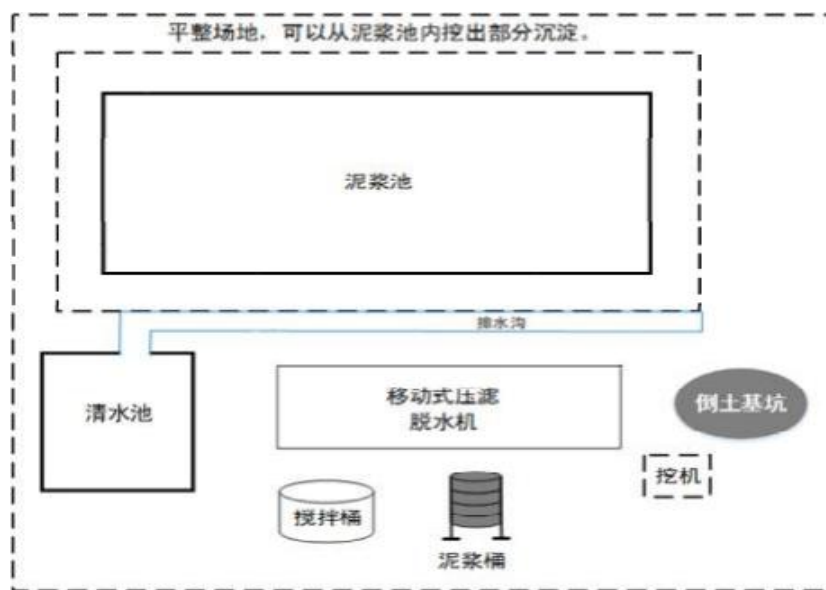 平整场地，可以从泥浆池内挖出部分沉淀。
泥浆池
排水沟
清水池
移动式压滤
脱水机
倒土基坑
挖机
搅拌桶
泥浆桶